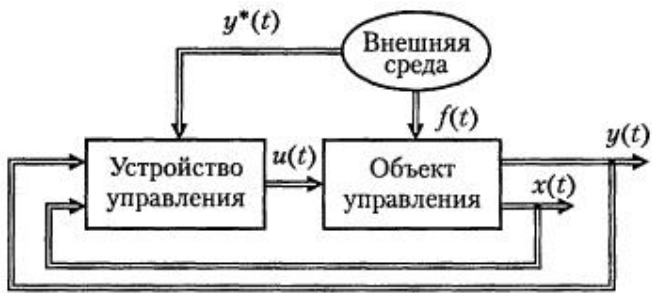 y*(t)
Внешняя
среда
f(t)
y(t)
Устройство
управления
u(t)
Объект
управления
x(t)